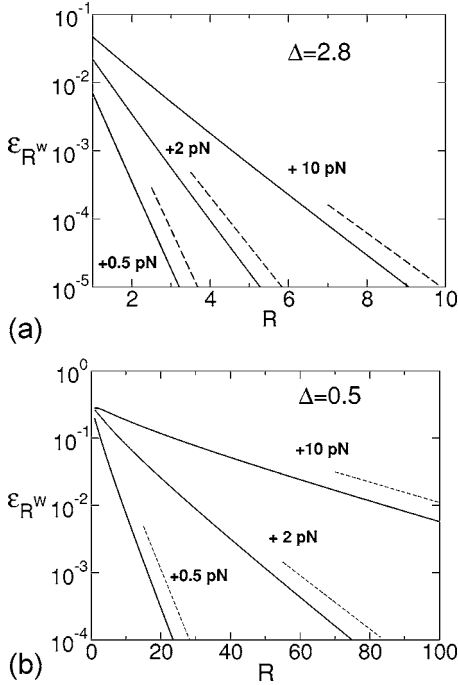 10⁻¹
Δ=2.8
10⁻²
ε_R^w
10⁻³
+2 pN
+ 10 pN
10⁻⁴
+0.5 pN
10⁻⁵
2 4 6 8 10
(a)
R
10⁰
Δ=0.5
10⁻¹
+10 pN
ε_R^w
10⁻²
+ 2 pN
10⁻³
+0.5 pN
10⁻⁴
0 20 40 60 80 100
(b)
R